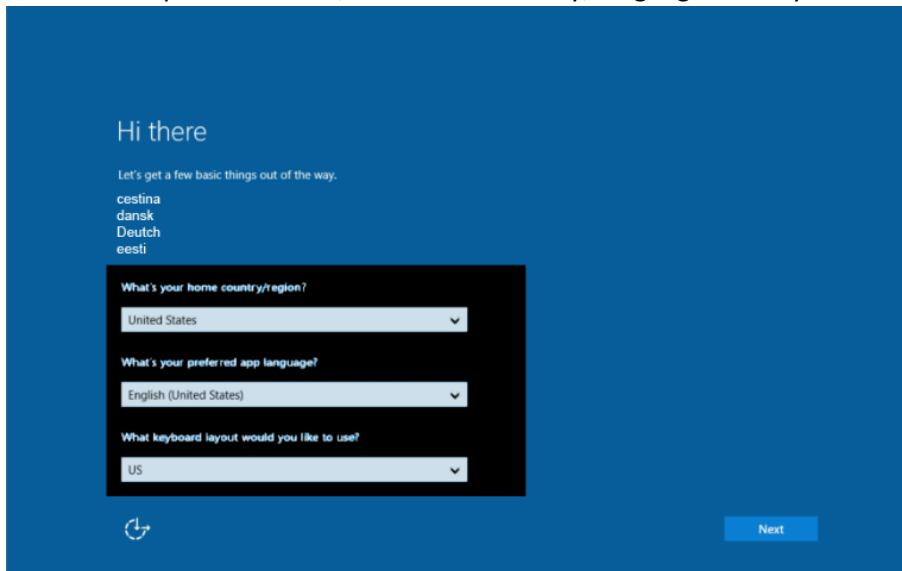 Hi there
Let's get a few basic things out of the way.
cestina
dansk
Deutch
eesti
What's your home country/region?
United States
What's your preferred app language?
English (United States)
What keyboard layout would you like to use?
US
Next